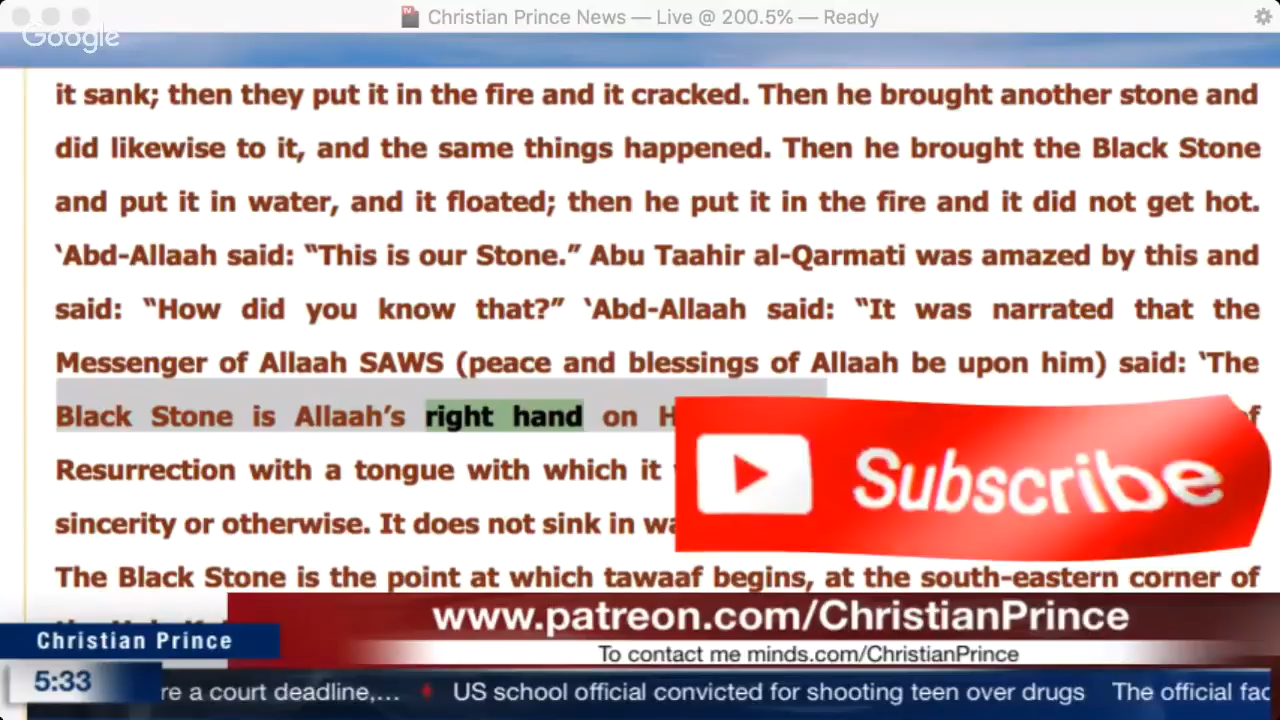 Christian Prince News — Live @ 200.5% — Ready
Google
it sank; then they put it in the fire and it cracked. Then he brought another stone and
did likewise to it, and the same things happened. Then he brought the Black Stone
and put it in water, and it floated; then he put it in the fire and it did not get hot.
‘Abd-Allaah said: “This is our Stone.” Abu Taahir al-Qarmati was amazed by this and
said: “How did you know that?” ‘Abd-Allaah said: “It was narrated that the
Messenger of Allaah SAWS (peace and blessings of Allaah be upon him) said: ‘The
Black Stone is Allaah’s right hand on
Resurrection with a tongue with which it
sincerity or otherwise. It does not sink in
Subscribe
The Black Stone is the point at which tawaaf begins, at the south-eastern corner of
www.patreon.com/ChristianPrince
Christian Prince
To contact me minds.com/ChristianPrince
5:33
re a court deadline,... US school official convicted for shooting teen over drugs The official